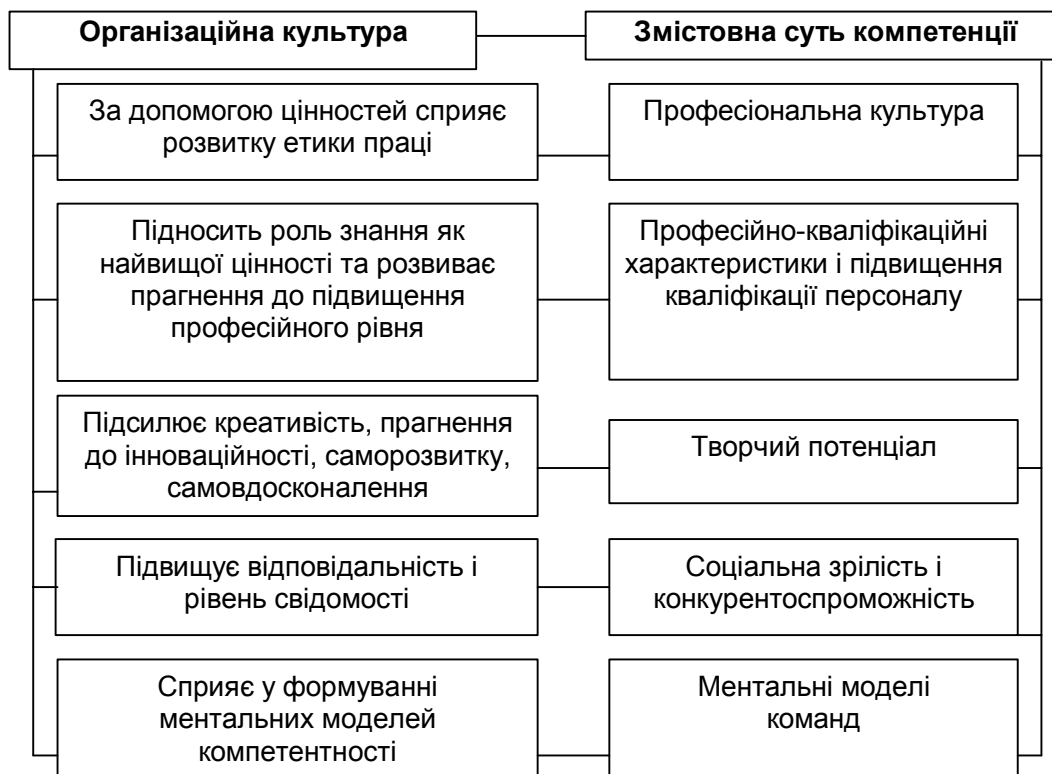 Організаційна культура
Змістовна суть компетенції
За допомогою цінностей сприяє
розвитку етики праці
Професіональна культура
Підносить роль знання як
найвищої цінності та розвиває
прагнення до підвищення
професійного рівня
Професійно-кваліфікаційні
характеристики і підвищення
кваліфікації персоналу
Підсилює креативність, прагнення
до інноваційності, саморозвитку,
самовдосконалення
Творчий потенціал
Підвищує відповідальність і
рівень свідомості
Соціальна зрілість і
конкурентоспроможність
Сприяє у формуванні
ментальних моделей
компетентності
Ментальні моделі
команд